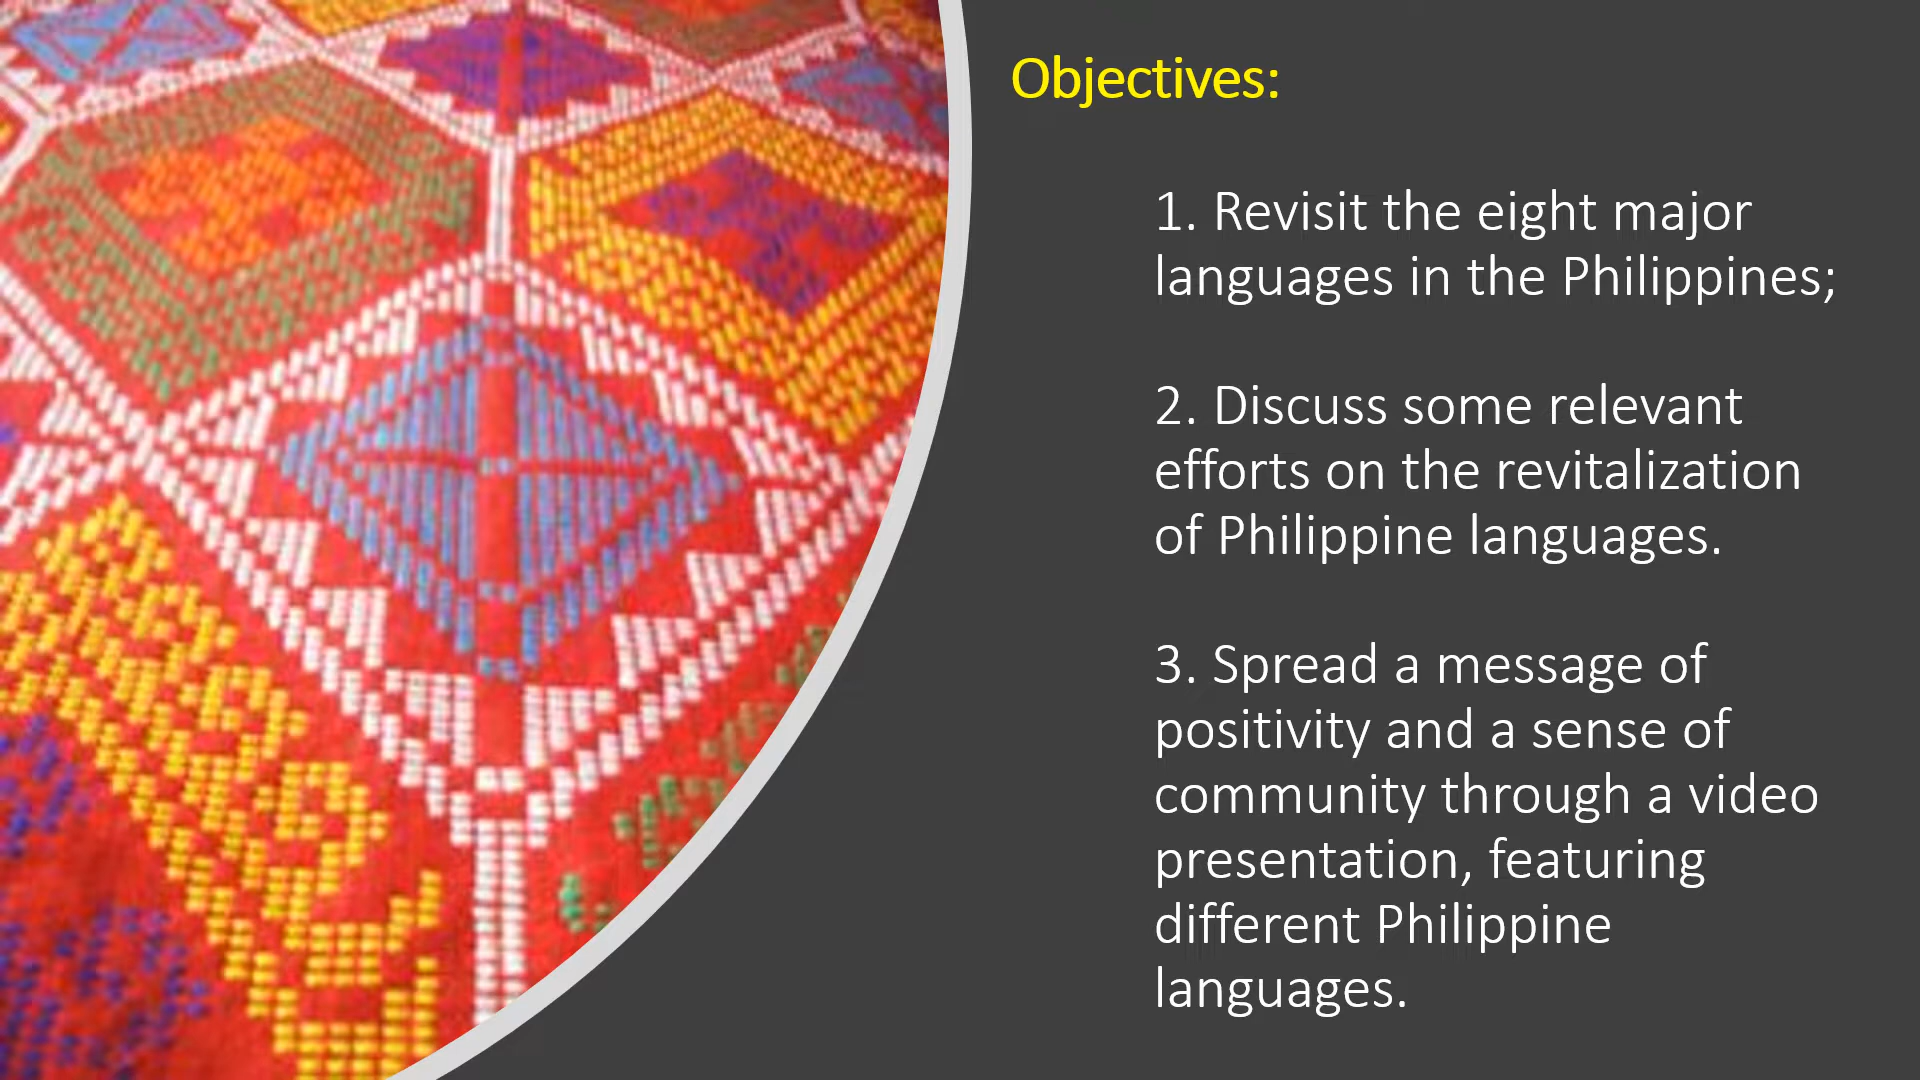 Objectives:
1. Revisit the eight major
languages in the Philippines;
2. Discuss some relevant
efforts on the revitalization
of Philippine languages.
3. Spread a message of
positivity and a sense of
community through a video
presentation, featuring
different Philippine
languages.